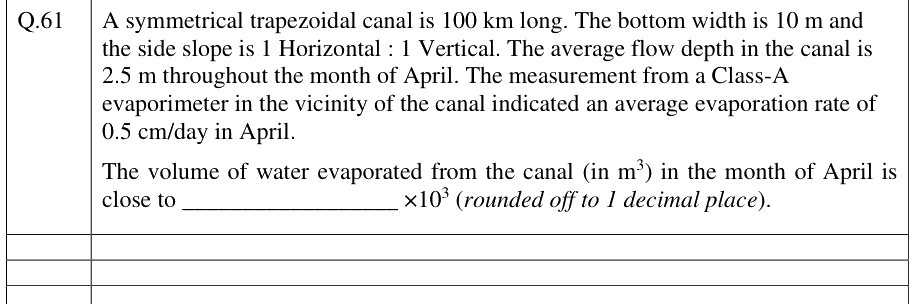 Q.61 A symmetrical trapezoidal canal is 100 km long. The bottom width is 10 m and
the side slope is 1 Horizontal : 1 Vertical. The average flow depth in the canal is
2.5 m throughout the month of April. The measurement from a Class-A
evaporimeter in the vicinity of the canal indicated an average evaporation rate of
0.5 cm/day in April.
The volume of water evaporated from the canal (in m³) in the month of April is
close to __________________ ×10³ (rounded off to 1 decimal place).